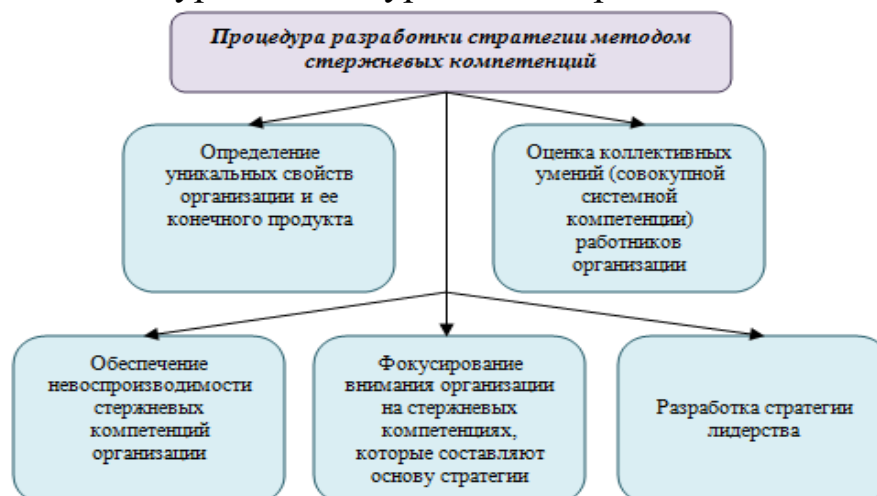 Процедура разработки стратегии методом
стержневых компетенций
Определение
уникальных свойств
организации и ее
конечного продукта
Оценка коллективных
умений (совокупной
системной
компетенции)
работников
организации
Обеспечение
невоспроизводимости
стержневых
компетенций
организации
Фокусирование
внимания организации
на стержневых
компетенциях,
которые составляют
основу стратегии
Разработка стратегии
лидерства